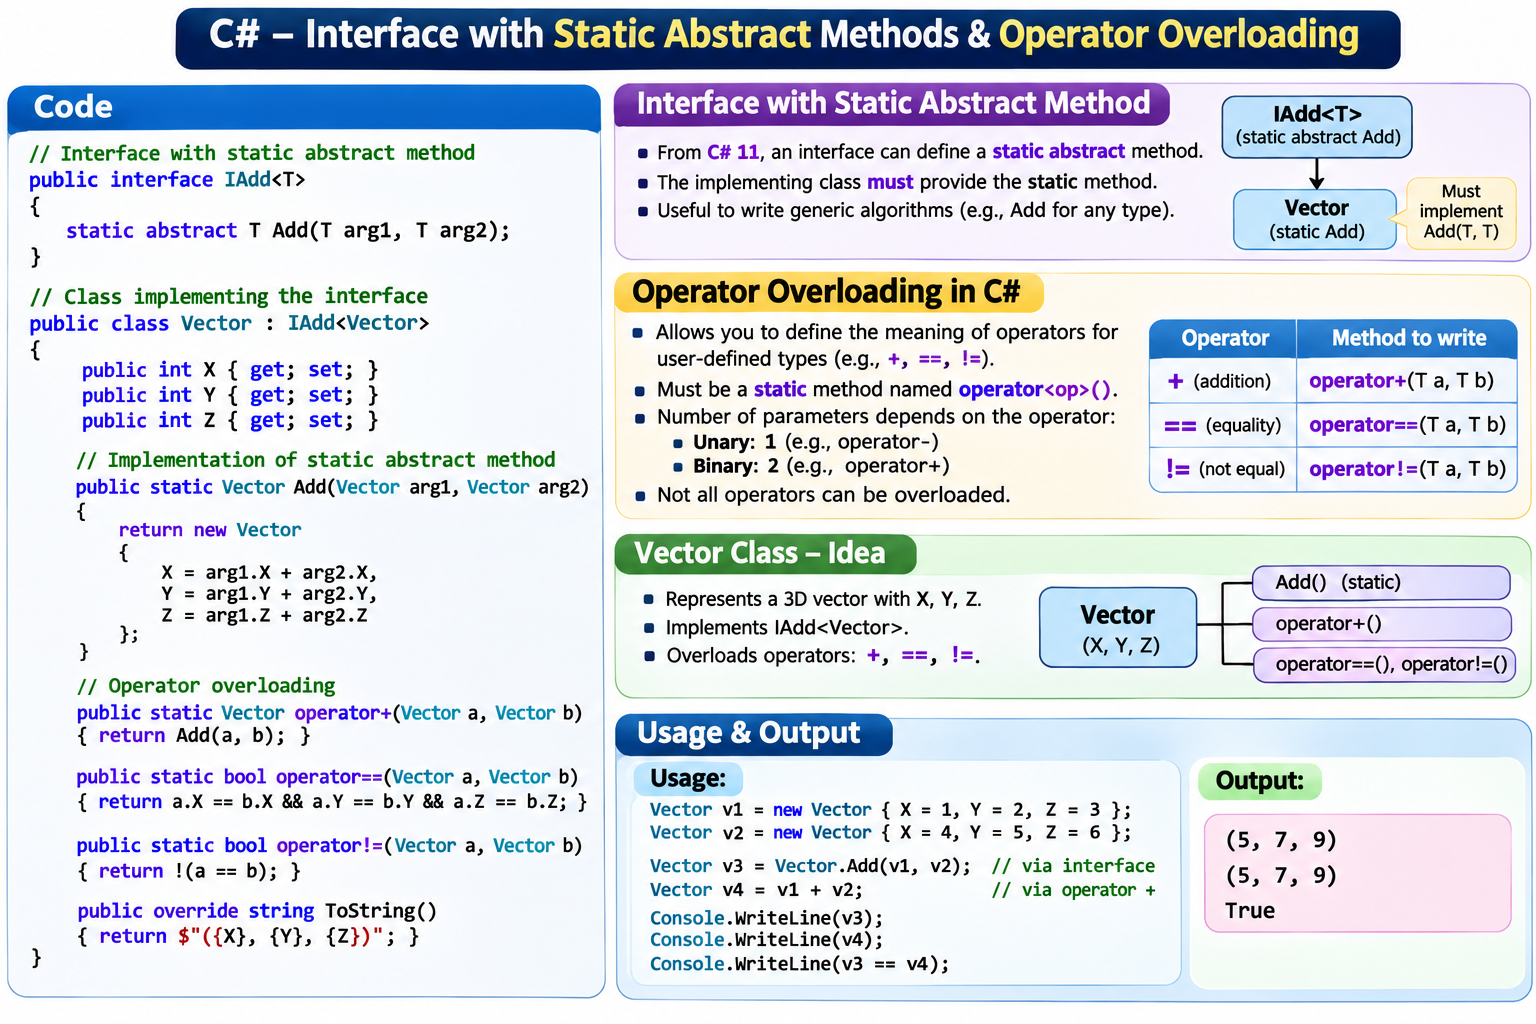 C# – Interface with Static Abstract Methods & Operator Overloading
Code
// Interface with static abstract method
public interface IAdd<T>
{
static abstract T Add(T arg1, T arg2);
}
// Class implementing the interface
public class Vector : IAdd<Vector>
{
public int X { get; set; }
public int Y { get; set; }
public int Z { get; set; }
// Implementation of static abstract method
public static Vector Add(Vector arg1, Vector arg2)
{
return new Vector
{
X = arg1.X + arg2.X,
Y = arg1.Y + arg2.Y,
Z = arg1.Z + arg2.Z
};
}
// Operator overloading
public static Vector operator+(Vector a, Vector b)
{ return Add(a, b); }
public static bool operator==(Vector a, Vector b)
{ return a.X == b.X && a.Y == b.Y && a.Z == b.Z; }
public static bool operator!=(Vector a, Vector b)
{ return !(a == b); }
public override string ToString()
{ return $"({X}, {Y}, {Z})"; }
}
Interface with Static Abstract Method
▪ From C# 11, an interface can define a static abstract method.
▪ The implementing class must provide the static method.
▪ Useful to write generic algorithms (e.g., Add for any type).
IAdd<T>
(static abstract Add)
Vector
(static Add)
Must
implement
Add(T, T)
Operator Overloading in C#
▪ Allows you to define the meaning of operators for
user-defined types (e.g., +, ==, !=).
▪ Must be a static method named operator<op>().
▪ Number of parameters depends on the operator:
▪ Unary: 1 (e.g., operator-)
▪ Binary: 2 (e.g., operator+)
▪ Not all operators can be overloaded.
Operator Method to write
+ (addition) operator+(T a, T b)
== (equality) operator==(T a, T b)
!= (not equal) operator!=(T a, T b)
Vector Class – Idea
▪ Represents a 3D vector with X, Y, Z.
▪ Implements IAdd<Vector>.
▪ Overloads operators: +, ==, !=.
Vector
(X, Y, Z)
Add() (static)
operator+()
operator==(), operator!=()
Usage & Output
Usage:
Vector v1 = new Vector { X = 1, Y = 2, Z = 3 };
Vector v2 = new Vector { X = 4, Y = 5, Z = 6 };
Vector v3 = Vector.Add(v1, v2); // via interface
Vector v4 = v1 + v2; // via operator +
Console.WriteLine(v3);
Console.WriteLine(v4);
Console.WriteLine(v3 == v4);
Output:
(5, 7, 9)
(5, 7, 9)
True